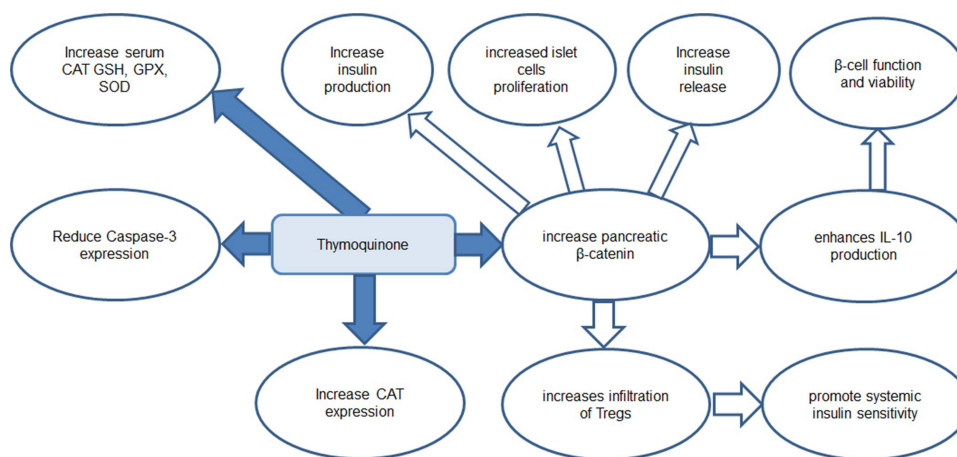 Increase serum
CAT GSH, GPX,
SOD
Increase
insulin
production
increased islet
cells
proliferation
Increase
insulin
release
β-cell function
and viability
Reduce Caspase-3
expression
Thymoquinone
increase pancreatic
β-catenin
enhances IL-10
production
Increase CAT
expression
increases infiltration
of Tregs
promote systemic
insulin sensitivity